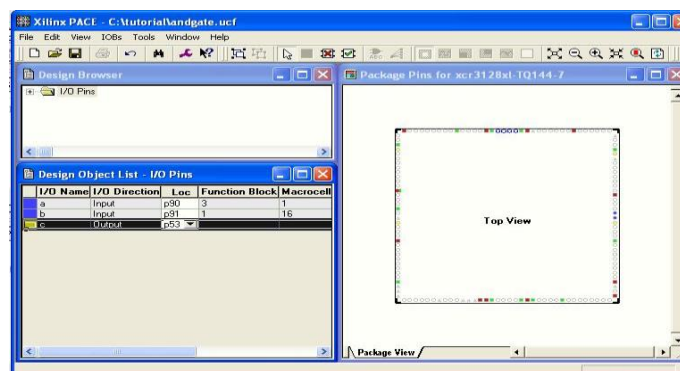 Xilinx PACE - C:\tutorial\andgate.ucf
File Edit View IOBs Tools Window Help
Design Browser
I/O Pins
Design Object List - I/O Pins
I/O Name I/O Direction Loc Function Block Macrocell
a Input p90 3 1
b Input p91 1 16
c Output p53
Package Pins for xcr3128xl-TQ144-7
Top View
Package View